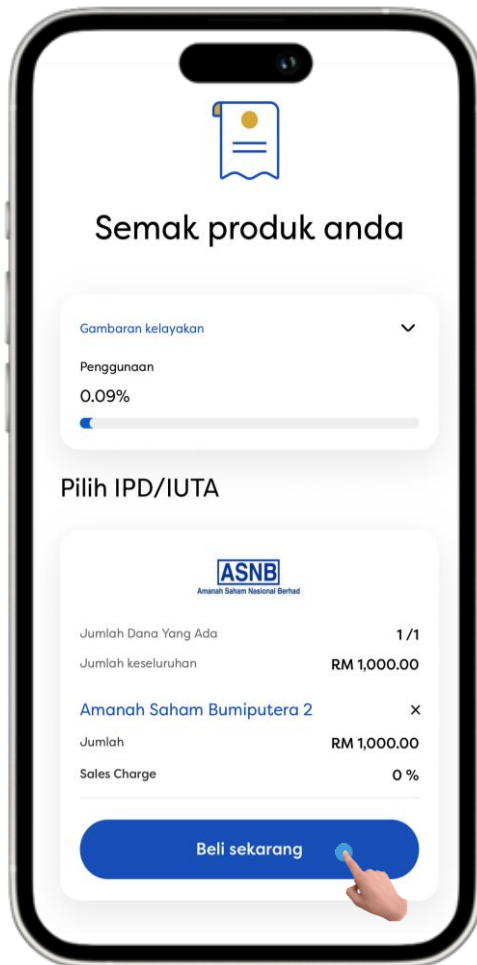 Semak produk anda
Gambaran kelayakan
Penggunaan
0.09%
Pilih IPD/IUTA
ASNB
Amanah Saham Nasional Berhad
Jumlah Dana Yang Ada 1 /1
Jumlah keseluruhan RM 1,000.00
Amanah Saham Bumiputera 2 ×
Jumlah RM 1,000.00
Sales Charge 0 %
Beli sekarang